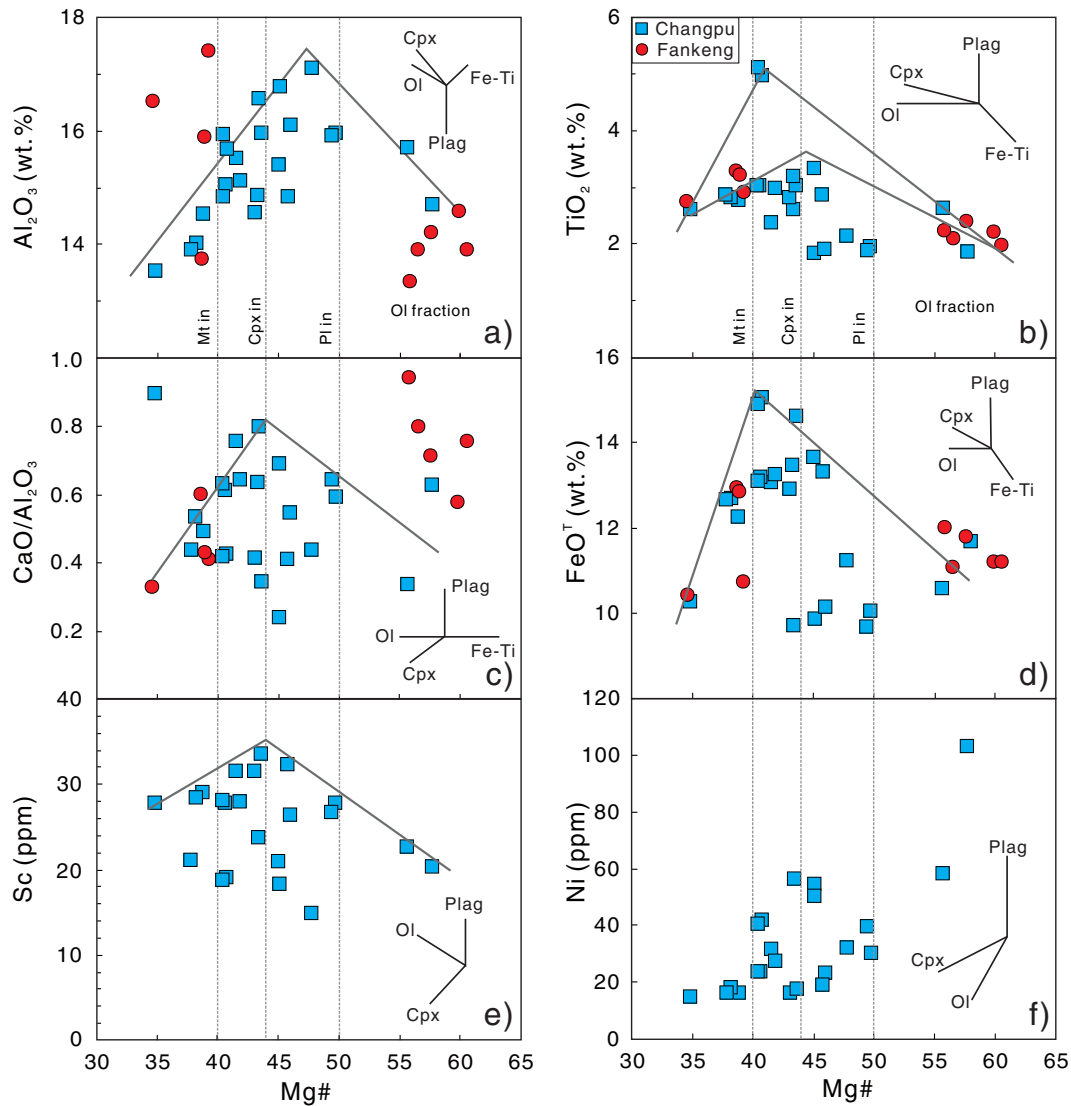 18
16
14
12
Al₂O₃ (wt.%)
Cpx
Ol
Fe-Ti
Plag
Mt in
Cpx in
Pl in
Ol fraction
a)
6
4
2
TiO₂ (wt.%)
Changpu
Fankeng
Plag
Cpx
Ol
Fe-Ti
Mt in
Cpx in
Pl in
Ol fraction
b)
1.0
0.8
0.6
0.4
0.2
CaO/Al₂O₃
Plag
Ol
Fe-Ti
Cpx
c)
16
14
12
10
FeOᵀ (wt.%)
Plag
Cpx
Ol
Fe-Ti
d)
40
30
20
10
0
Sc (ppm)
Plag
Ol
Cpx
e)
30 35 40 45 50 55 60 65
Mg#
120
100
80
60
40
20
0
Ni (ppm)
Plag
Cpx
Ol
f)
30 35 40 45 50 55 60 65
Mg#